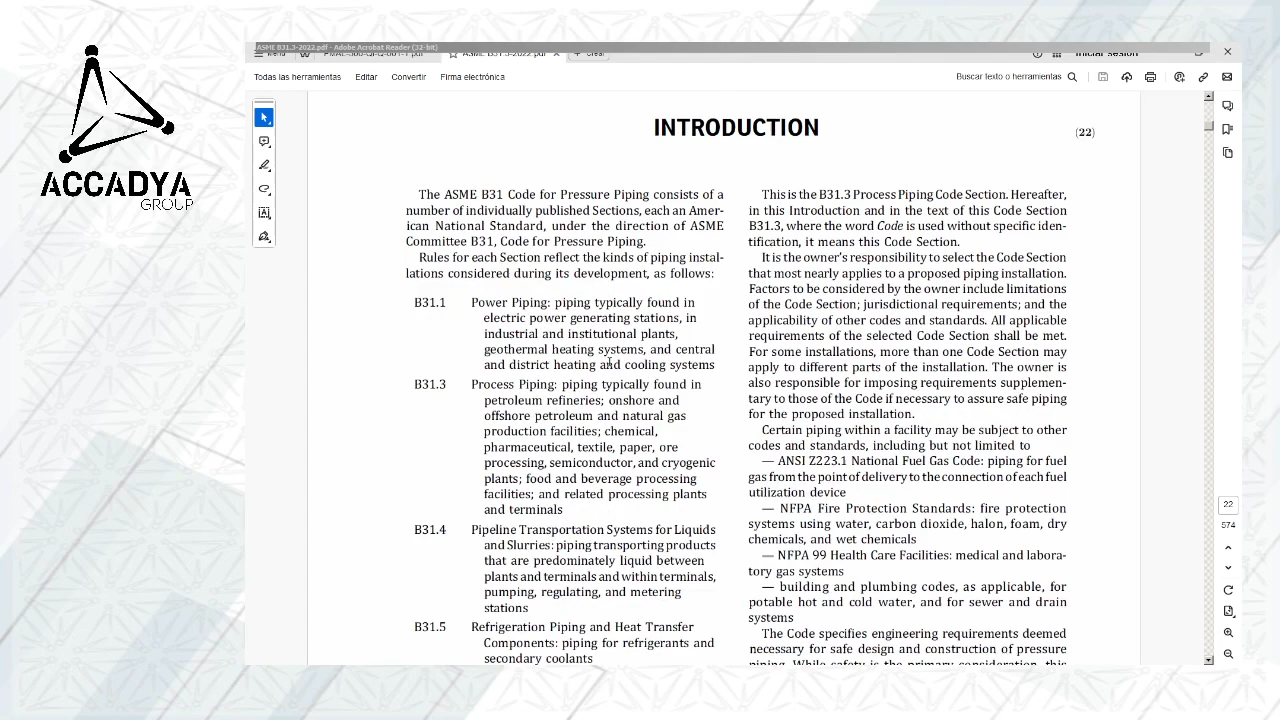 ACCADYA
GROUP
ASME B31.3-2022.pdf - Adobe Acrobat Reader (32-bit)
Menú
ASME B31.3-2022.pdf
Crear
Iniciar sesión
Todas las herramientas Editar Convertir Firma electrónica
Buscar texto o herramientas
INTRODUCTION
(22)
The ASME B31 Code for Pressure Piping consists of a
number of individually published Sections, each an Amer-
ican National Standard, under the direction of ASME
Committee B31, Code for Pressure Piping.
Rules for each Section reflect the kinds of piping instal-
lations considered during its development, as follows:
B31.1 Power Piping: piping typically found in
electric power generating stations, in
industrial and institutional plants,
geothermal heating systems, and central
and district heating and cooling systems
B31.3 Process Piping: piping typically found in
petroleum refineries; onshore and
offshore petroleum and natural gas
production facilities; chemical,
pharmaceutical, textile, paper, ore
processing, semiconductor, and cryogenic
plants; food and beverage processing
facilities; and related processing plants
and terminals
B31.4 Pipeline Transportation Systems for Liquids
and Slurries: piping transporting products
that are predominately liquid between
plants and terminals and within terminals,
pumping, regulating, and metering
stations
B31.5 Refrigeration Piping and Heat Transfer
Components: piping for refrigerants and
secondary coolants
This is the B31.3 Process Piping Code Section. Hereafter,
in this Introduction and in the text of this Code Section
B31.3, where the word Code is used without specific iden-
tification, it means this Code Section.
It is the owner's responsibility to select the Code Section
that most nearly applies to a proposed piping installation.
Factors to be considered by the owner include limitations
of the Code Section; jurisdictional requirements; and the
applicability of other codes and standards. All applicable
requirements of the selected Code Section shall be met.
For some installations, more than one Code Section may
apply to different parts of the installation. The owner is
also responsible for imposing requirements supplemen-
tary to those of the Code if necessary to assure safe piping
for the proposed installation.
Certain piping within a facility may be subject to other
codes and standards, including but not limited to
— ANSI Z223.1 National Fuel Gas Code: piping for fuel
gas from the point of delivery to the connection of each fuel
utilization device
— NFPA Fire Protection Standards: fire protection
systems using water, carbon dioxide, halon, foam, dry
chemicals, and wet chemicals
— NFPA 99 Health Care Facilities: medical and labora-
tory gas systems
— building and plumbing codes, as applicable, for
potable hot and cold water, and for sewer and drain
systems
The Code specifies engineering requirements deemed
necessary for safe design and construction of pressure
piping. While safety is the primary consideration, this
22
574